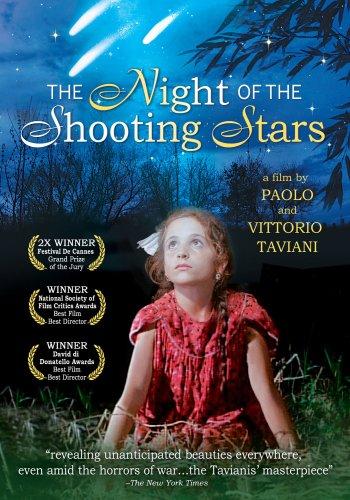 THE Night OF THE
Shooting Stars
a film by
PAOLO
and
VITTORIO
TAVIANI
2X WINNER
Festival De Cannes
Grand Prize
of the Jury
WINNER
National Society of
Film Critics Awards
Best Film
Best Director
WINNER
David di
Donatello Awards
Best Film
Best Director
“revealing unanticipated beauties everywhere,
even amid the horrors of war...the Tavianis’ masterpiece”
–The New York Times